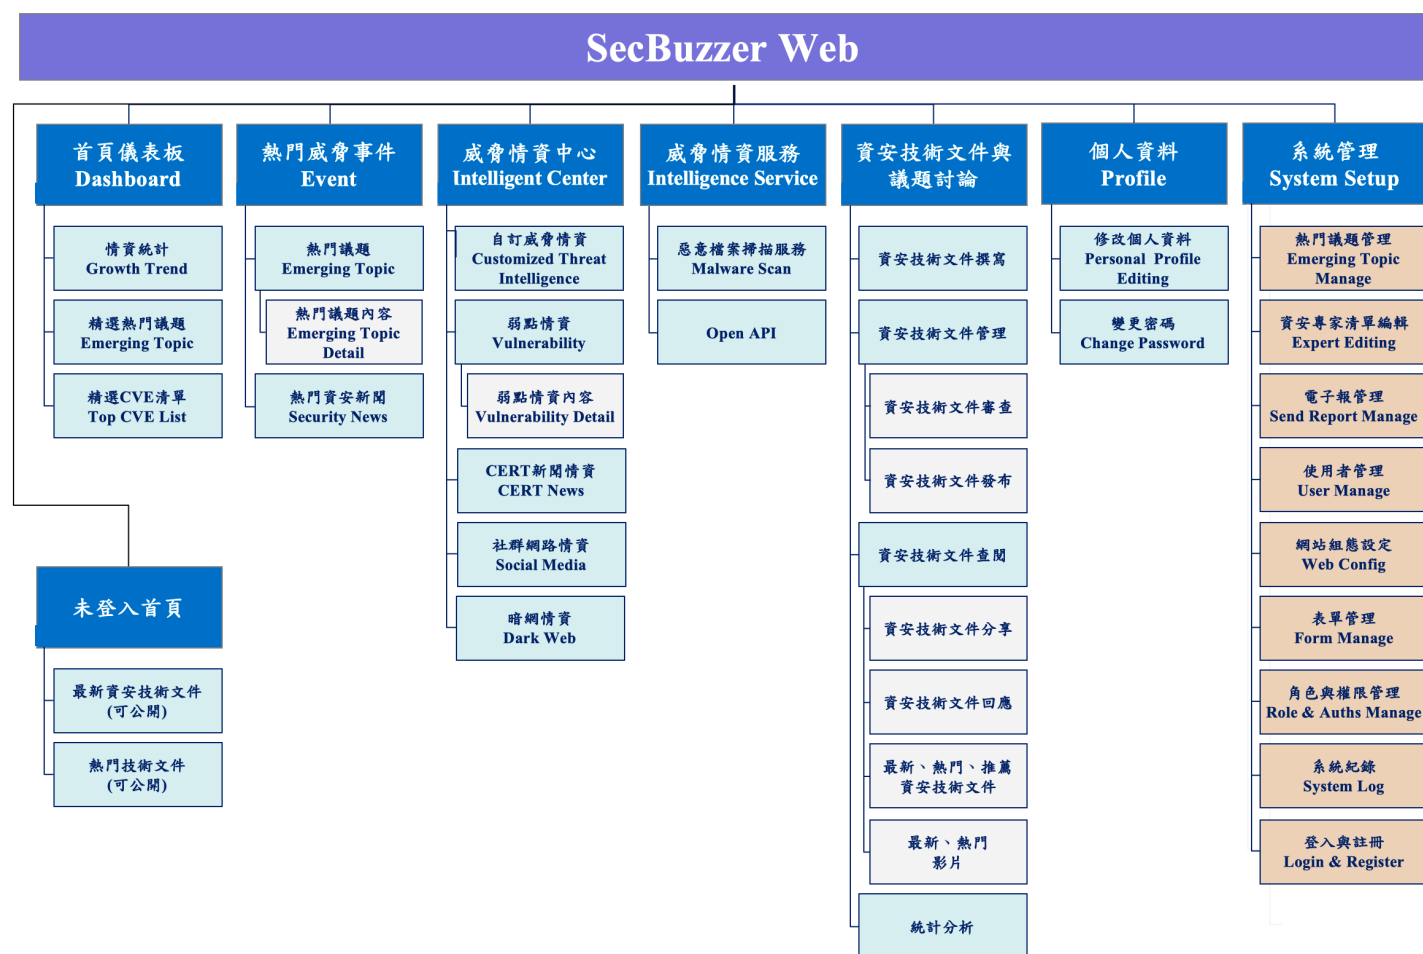 SecBuzzer Web
首頁儀表板
Dashboard
情資統計
Growth Trend
精選熱門議題
Emerging Topic
精選CVE清單
Top CVE List
熱門威脅事件
Event
熱門議題
Emerging Topic
熱門議題內容
Emerging Topic
Detail
熱門資安新聞
Security News
威脅情資中心
Intelligent Center
自訂威脅情資
Customized Threat
Intelligence
弱點情資
Vulnerability
弱點情資內容
Vulnerability Detail
CERT新聞情資
CERT News
社群網路情資
Social Media
暗網情資
Dark Web
威脅情資服務
Intelligence Service
惡意檔案掃描服務
Malware Scan
Open API
資安技術文件與
議題討論
資安技術文件撰寫
資安技術文件管理
資安技術文件審查
資安技術文件發布
資安技術文件查閱
資安技術文件分享
資安技術文件回應
最新、熱門、推薦
資安技術文件
最新、熱門
影片
統計分析
個人資料
Profile
修改個人資料
Personal Profile
Editing
變更密碼
Change Password
系統管理
System Setup
熱門議題管理
Emerging Topic
Manage
資安專家清單編輯
Expert Editing
電子報管理
Send Report Manage
使用者管理
User Manage
網站組態設定
Web Config
表單管理
Form Manage
角色與權限管理
Role & Auths Manage
系統紀錄
System Log
登入與註冊
Login & Register
未登入首頁
最新資安技術文件
(可公開)
熱門技術文件
(可公開)